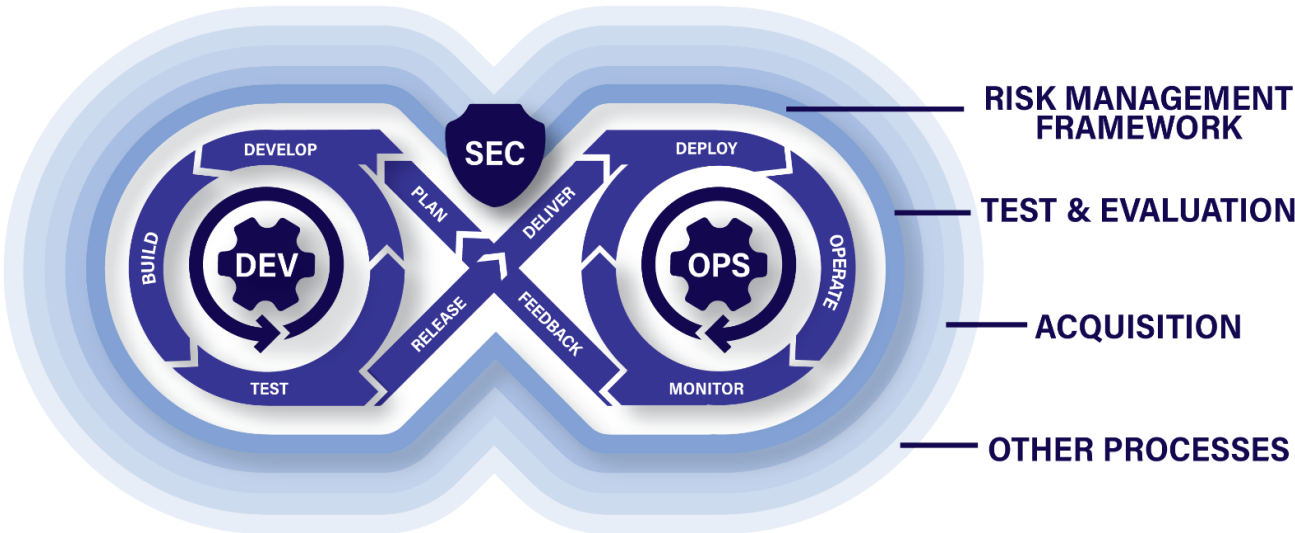 SEC
DEVELOP
PLAN
BUILD
DEV
TEST
RELEASE
DELIVER
FEEDBACK
DEPLOY
OPERATE
OPS
MONITOR
RISK MANAGEMENT
FRAMEWORK
TEST & EVALUATION
ACQUISITION
OTHER PROCESSES